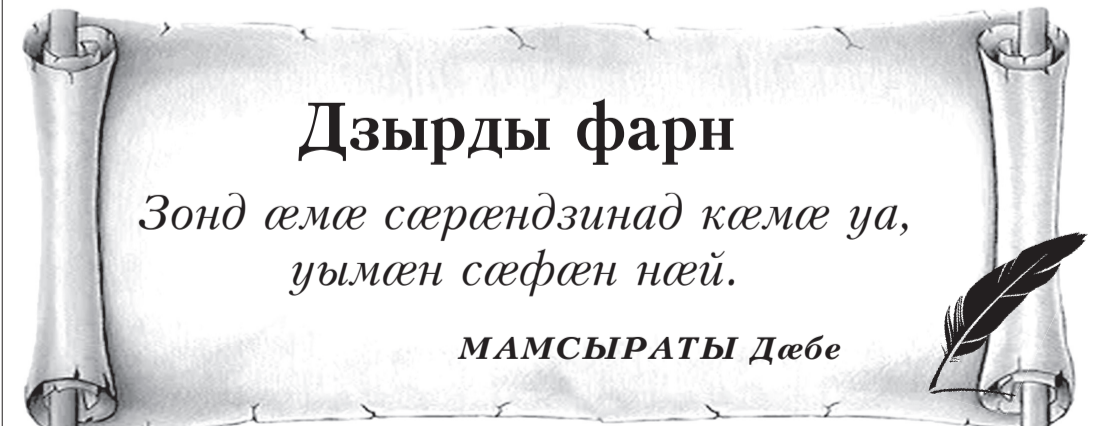 Дзырды фарн
Зонд æмæ сæрæндзинад кæмæ уа,
уымæн сæфæн нæй.
МАМСЫРАТЫ Дæбе